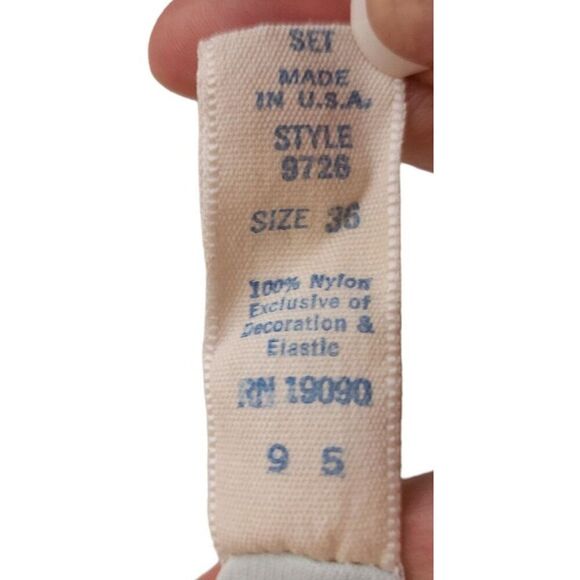 SET
MADE
IN U.S.A.
STYLE
9726
SIZE 36
100% Nylon
Exclusive of
Decoration &
Elastic
RN 19090
9 5